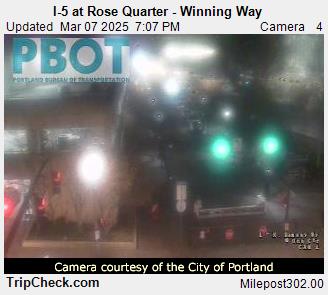 I-5 at Rose Quarter - Winning Way
Updated Mar 07 2025 7:07 PM Camera 4
PBOT
PORTLAND BUREAU OF TRANSPORTATION
Camera courtesy of the City of Portland
TripCheck.com Milepost302.00